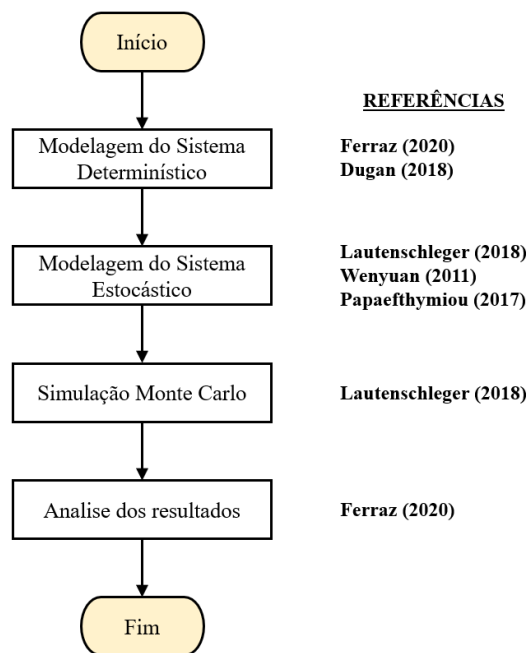 Início
REFERÊNCIAS
Modelagem do Sistema
Determinístico
Ferraz (2020)
Dugan (2018)
Modelagem do Sistema
Estocástico
Lautenschleger (2018)
Wenyuan (2011)
Papaefthymiou (2017)
Simulação Monte Carlo
Lautenschleger (2018)
Analise dos resultados
Ferraz (2020)
Fim